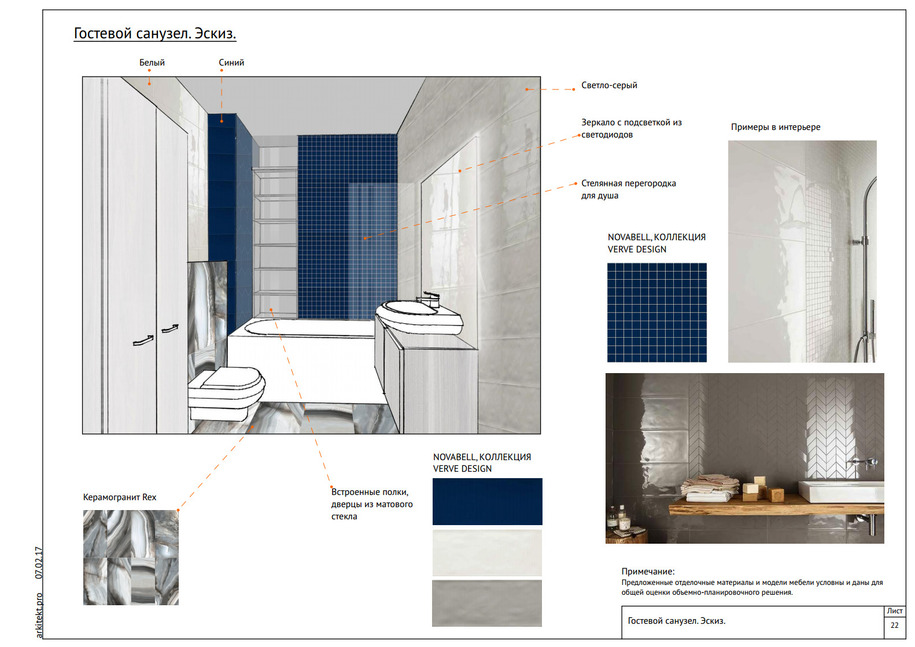 Гостевой санузел. Эскиз.
Белый
Синий
Светло-серый
Зеркало с подсветкой из
светодиодов
Примеры в интерьере
Стелянная перегородка
для душа
NOVABELL, КОЛЛЕКЦИЯ
VERVE DESIGN
NOVABELL, КОЛЛЕКЦИЯ
VERVE DESIGN
Керамогранит Rex
Встроенные полки,
дверцы из матового
стекла
Примечание:
Предложенные отделочные материалы и модели мебели условны и даны для
общей оценки объемно-планировочного решения.
Гостевой санузел. Эскиз.
Лист
22
arkitekt.pro 07.02.17